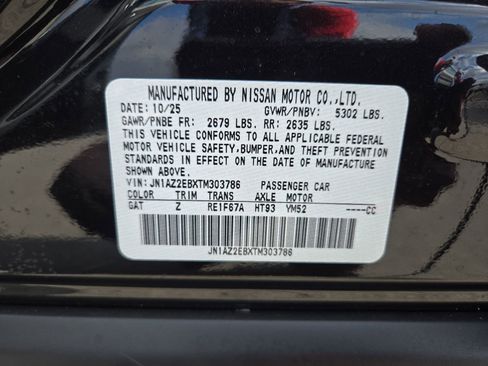 MANUFACTURED BY NISSAN MOTOR CO.,LTD.
DATE: 10/25 GVWR/PNBV: 5302 LBS.
GAWR/PNBE FR: 2679 LBS. RR: 2635 LBS.
THIS VEHICLE CONFORMS TO ALL APPLICABLE FEDERAL
MOTOR VEHICLE SAFETY,BUMPER,AND THEFT PREVENTION
STANDARDS IN EFFECT ON THE DATE OF MANUFACTURE
SHOWN ABOVE.
VIN: JN1AZ2EBXTM303786 PASSENGER CAR
COLOR TRIM TRANS AXLE MOTOR
GAT Z RE1F67A HT93 YM52 -----CC
JN1AZ2EBXTM303786